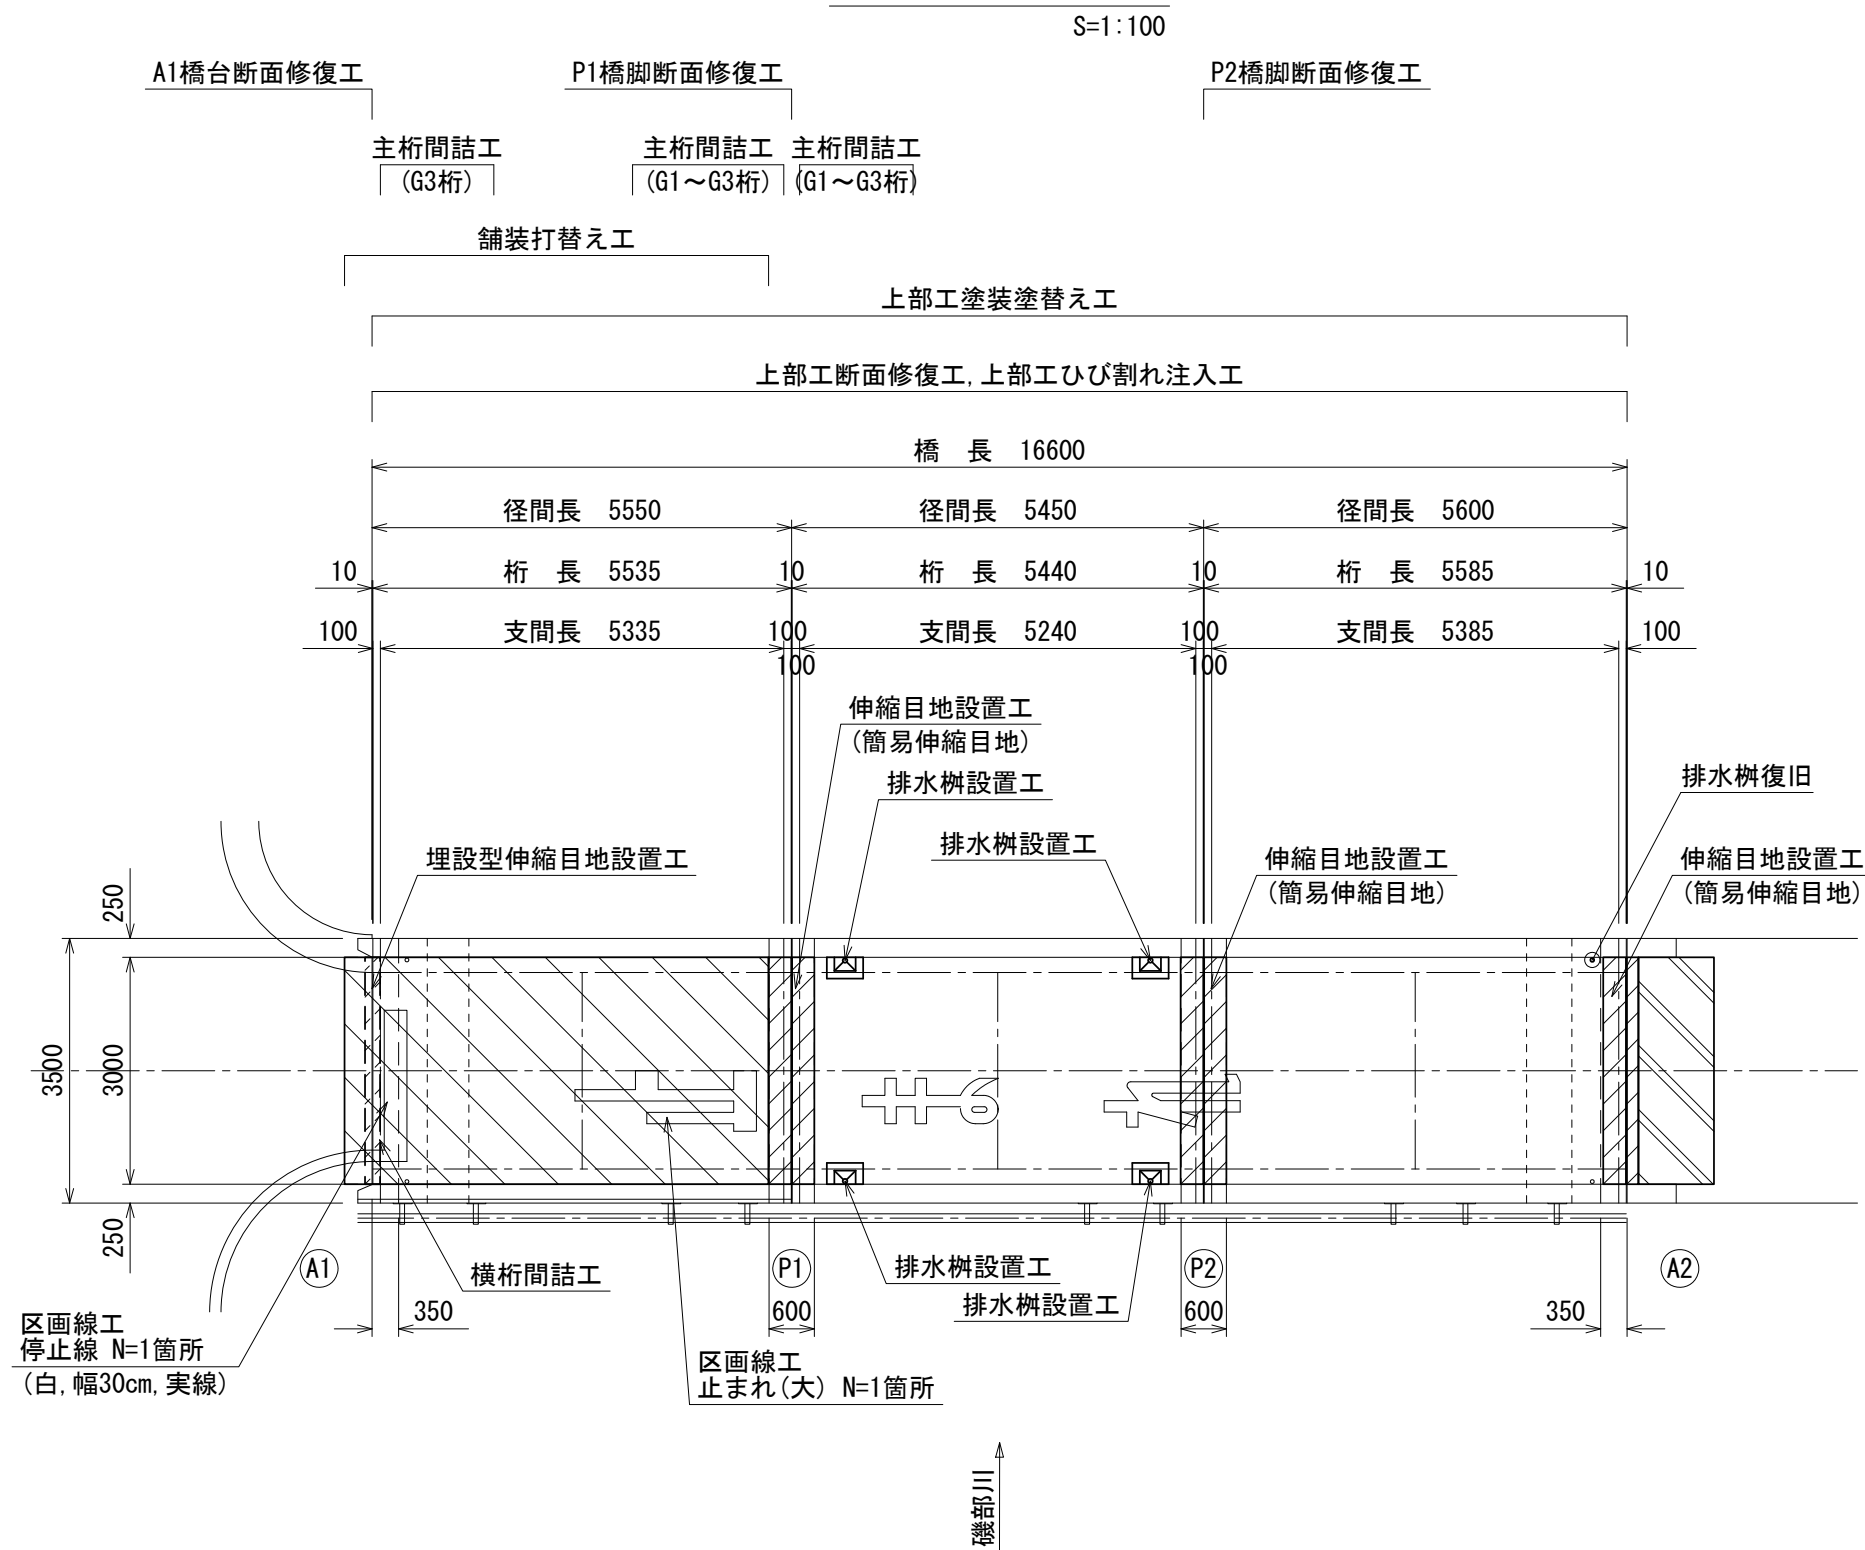 S=1:100
A1橋台断面修復工
P1橋脚断面修復工
P2橋脚断面修復工
主桁間詰工
(G3桁)
主桁間詰工
(G1～G3桁)
主桁間詰工
(G1～G3桁)
舗装打替え工
上部工塗装塗替え工
上部工断面修復工,上部工ひび割れ注入工
橋　長　16600
径間長　5550
径間長　5450
径間長　5600
10
桁　長　5535
10
桁　長　5440
10
桁　長　5585
10
100
支間長　5335
100
100
支間長　5240
100
100
支間長　5385
100
伸縮目地設置工
(簡易伸縮目地)
排水桝設置工
排水桝設置工
排水桝復旧
埋設型伸縮目地設置工
伸縮目地設置工
(簡易伸縮目地)
伸縮目地設置工
(簡易伸縮目地)
250
3500
3000
250
止まれ
A1
P1
P2
A2
横桁間詰工
排水桝設置工
排水桝設置工
350
600
600
350
区画線工
停止線 N=1箇所
(白,幅30cm,実線)
区画線工
止まれ(大) N=1箇所
磯部川